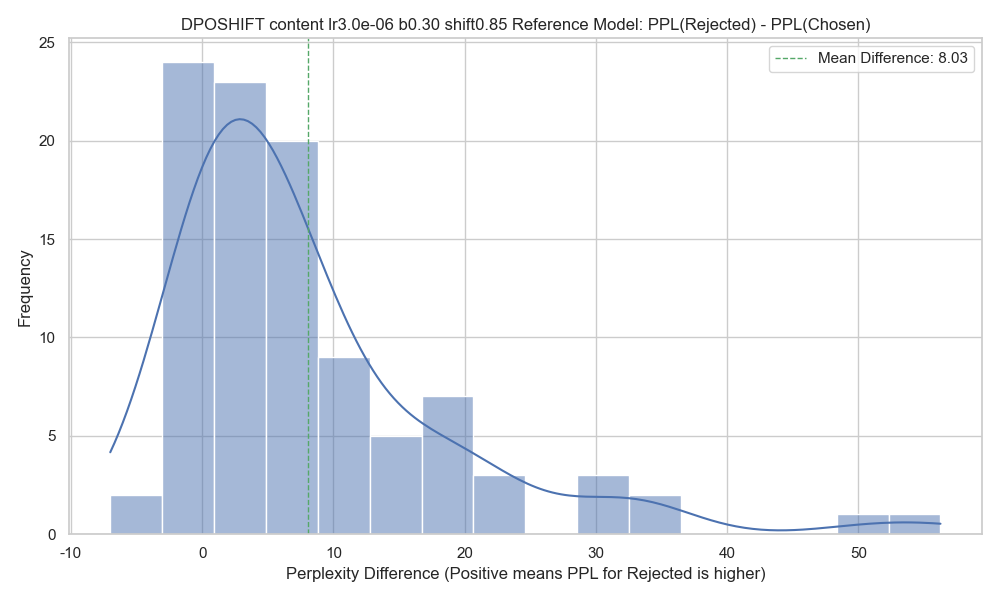 DPOSHIFT content lr3.0e-06 b0.30 shift0.85 Reference Model: PPL(Rejected) - PPL(Chosen)
Mean Difference: 8.03
25
20
15
10
5
0
Frequency
-10 0 10 20 30 40 50
Perplexity Difference (Positive means PPL for Rejected is higher)